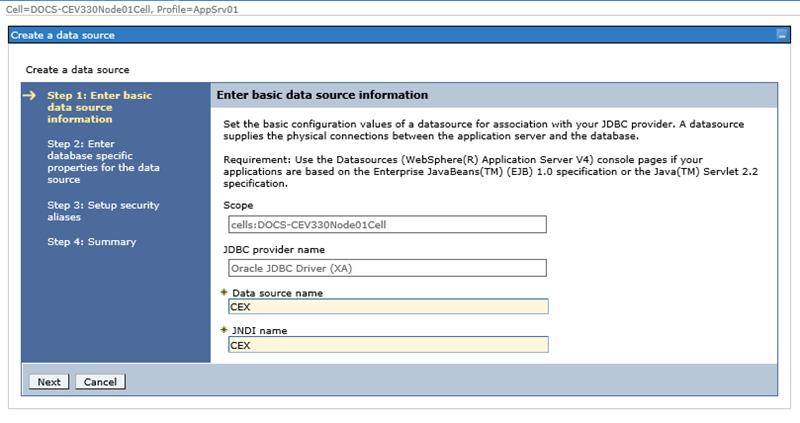 Cell=DOCS-CEV330Node01Cell, Profile=AppSrv01
Create a data source
Create a data source
Step 1: Enter basic
data source
information
Step 2: Enter
database specific
properties for the data
source
Step 3: Setup security
aliases
Step 4: Summary
Enter basic data source information
Set the basic configuration values of a datasource for association with your JDBC provider. A datasource
supplies the physical connections between the application server and the database.
Requirement: Use the Datasources (WebSphere(R) Application Server V4) console pages if your
applications are based on the Enterprise JavaBeans(TM) (EJB) 1.0 specification or the Java(TM) Servlet 2.2
specification.
Scope
cells:DOCS-CEV330Node01Cell
JDBC provider name
Oracle JDBC Driver (XA)
* Data source name
CEX
* JNDI name
CEX
Next Cancel